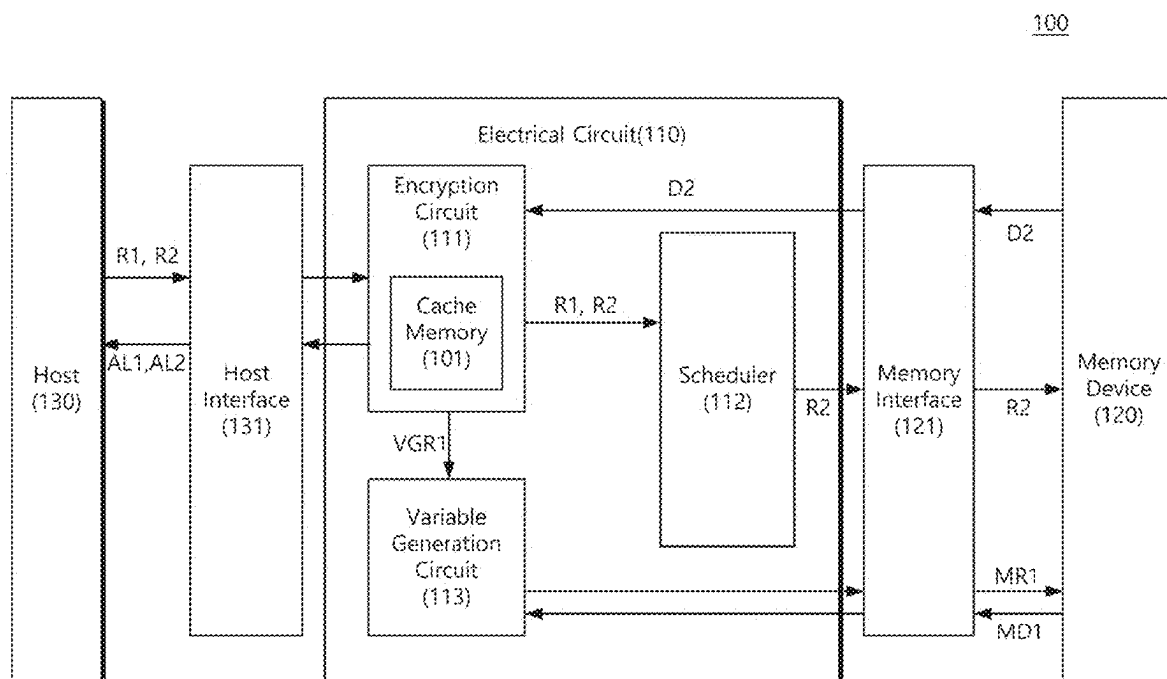 100
Electrical Circuit(110)
Encryption
Circuit
(111)
D2
D2
R1, R2
Cache
Memory
(101)
R1, R2
AL1,AL2
Host
(130)
Host
Interface
(131)
Scheduler
(112)
R2
Memory
Interface
(121)
R2
Memory
Device
(120)
VGR1
Variable
Generation
Circuit
(113)
MR1
MD1